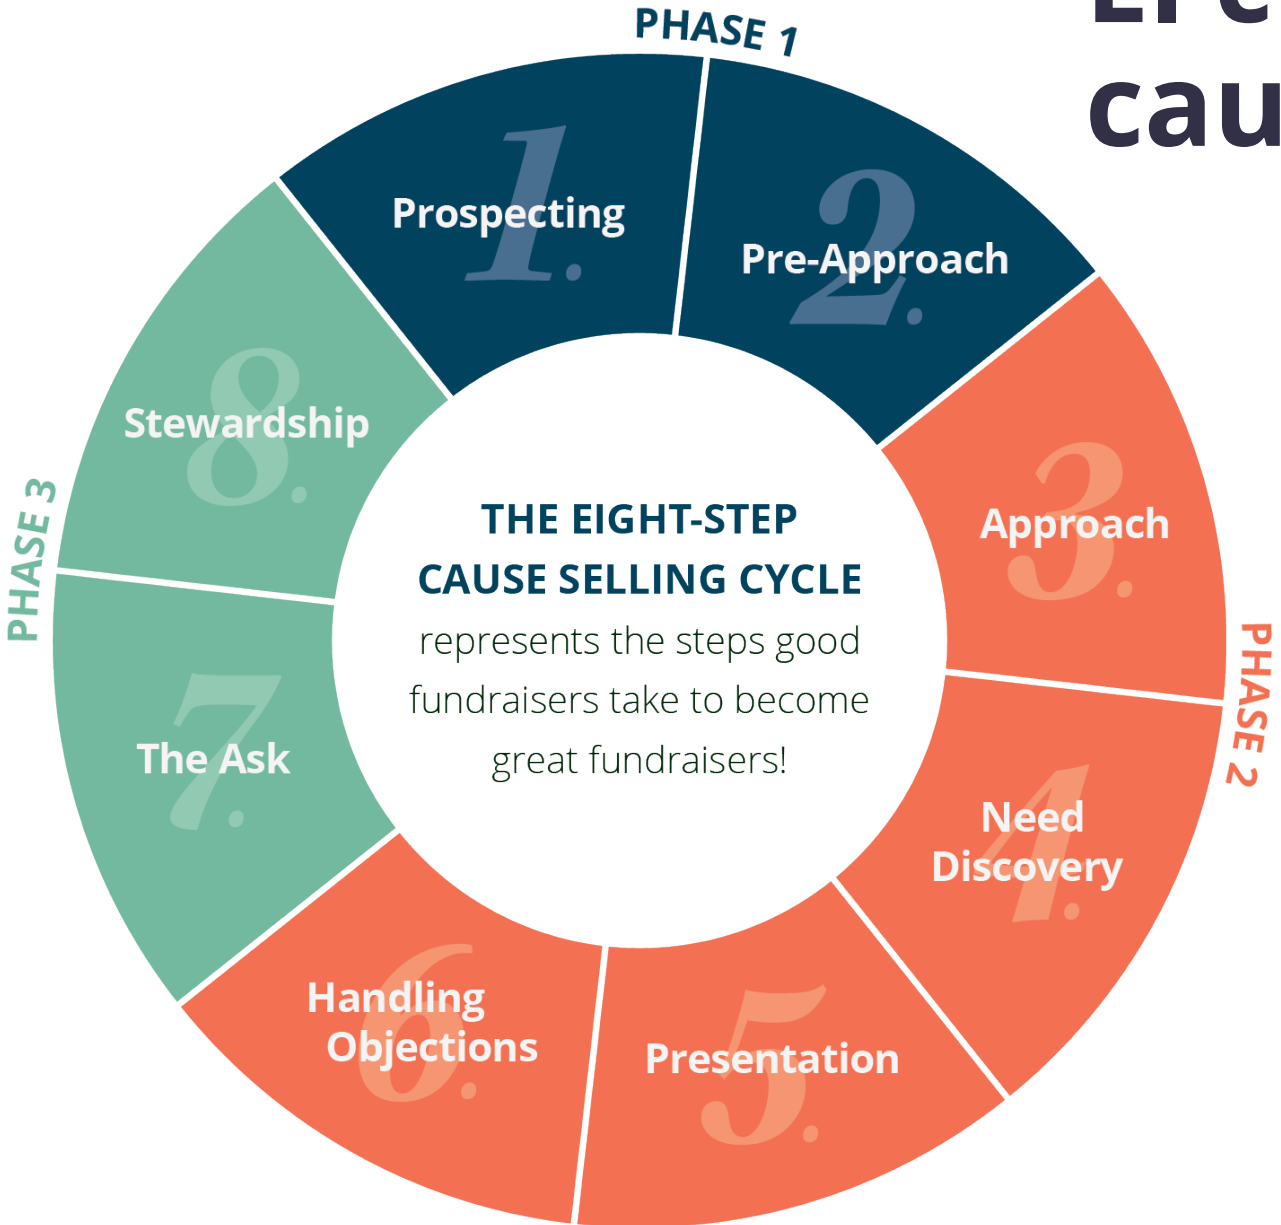 cau
PHASE 1
1.
Prospecting
2.
Pre-Approach
PHASE 2
3.
Approach
4.
Need
Discovery
5.
Presentation
6.
Handling
Objections
PHASE 3
7.
The Ask
8.
Stewardship
THE EIGHT-STEP
CAUSE SELLING CYCLE
represents the steps good
fundraisers take to become
great fundraisers!